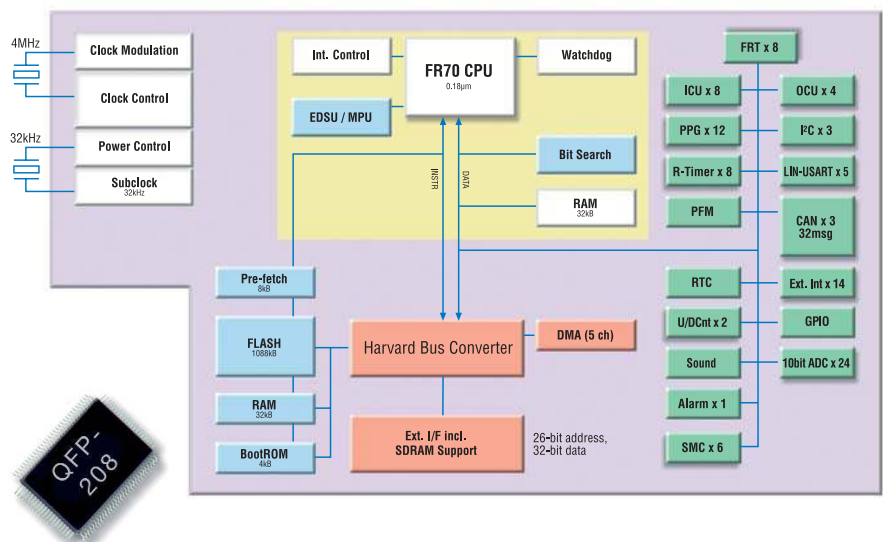 4MHz
Clock Modulation
Clock Control
32kHz
Power Control
Subclock
32kHz
Int. Control
FR70 CPU
0.18µm
Watchdog
EDSU / MPU
Bit Search
INSTR
DATA
RAM
32kB
Pre-fetch
8kB
FLASH
1088kB
RAM
32kB
BootROM
4kB
Harvard Bus Converter
DMA (5 ch)
Ext. I/F incl.
SDRAM Support
26-bit address,
32-bit data
FRT x 8
ICU x 8
OCU x 4
PPG x 12
I²C x 3
R-Timer x 8
LIN-USART x 5
PFM
CAN x 3
32msg
RTC
Ext. Int x 14
U/DCnt x 2
GPIO
Sound
10bit ADC x 24
Alarm x 1
SMC x 6
QFP-
208